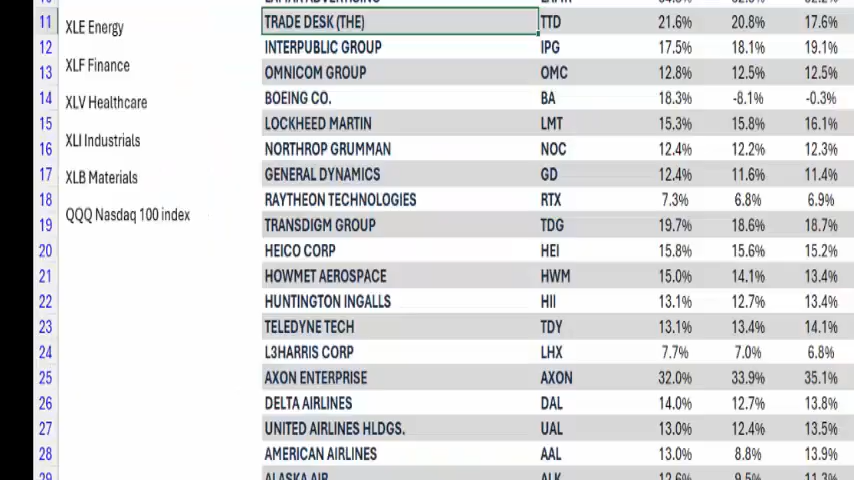 11 TRADE DESK (THE) TTD 21.6% 20.8% 17.6%
XLE Energy
12 INTERPUBLIC GROUP IPG 17.5% 18.1% 19.1%
XLF Finance
13 OMNICOM GROUP OMC 12.8% 12.5% 12.5%
14 BOEING CO. BA 18.3% -8.1% -0.3%
XLV Healthcare
15 LOCKHEED MARTIN LMT 15.3% 15.8% 16.1%
XLI Industrials
16 NORTHROP GRUMMAN NOC 12.4% 12.2% 12.3%
17 GENERAL DYNAMICS GD 12.4% 11.6% 11.4%
XLB Materials
18 RAYTHEON TECHNOLOGIES RTX 7.3% 6.8% 6.9%
QQQ Nasdaq 100 index
19 TRANSDIGM GROUP TDG 19.7% 18.6% 18.7%
20 HEICO CORP HEI 15.8% 15.6% 15.2%
21 HOWMET AEROSPACE HWM 15.0% 14.1% 13.4%
22 HUNTINGTON INGALLS HII 13.1% 12.7% 13.4%
23 TELEDYNE TECH TDY 13.1% 13.4% 14.1%
24 L3HARRIS CORP LHX 7.7% 7.0% 6.8%
25 AXON ENTERPRISE AXON 32.0% 33.9% 35.1%
26 DELTA AIRLINES DAL 14.0% 12.7% 13.8%
27 UNITED AIRLINES HLDGS. UAL 13.0% 12.4% 13.5%
28 AMERICAN AIRLINES AAL 13.0% 8.8% 13.9%
29 ALASKA AIR ALK 12.6% 9.5% 11.3%